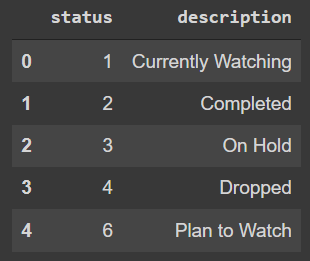 status description
0 1 Currently Watching
1 2 Completed
2 3 On Hold
3 4 Dropped
4 6 Plan to Watch